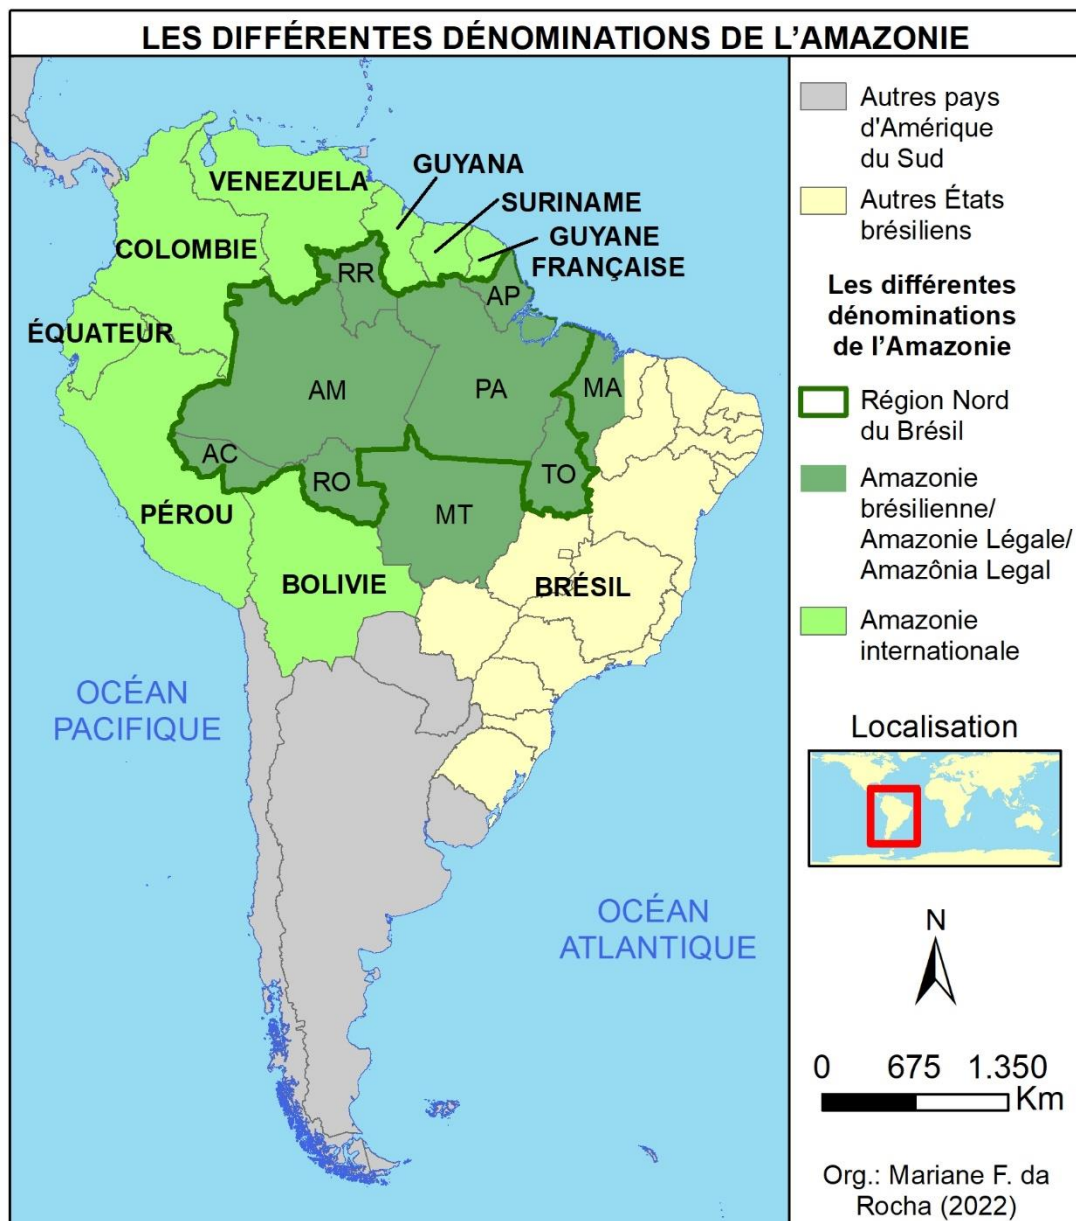 LES DIFFÉRENTES DÉNOMINATIONS DE L’AMAZONIE
VENEZUELA
GUYANA
SURINAME
GUYANE
FRANÇAISE
COLOMBIE
RR
AP
ÉQUATEUR
AM
PA
MA
AC
RO
TO
PÉROU
MT
BOLIVIE
BRÉSIL
OCÉAN
PACIFIQUE
OCÉAN
ATLANTIQUE
Autres pays
d'Amérique
du Sud
Autres États
brésiliens
Les différentes
dénominations
de l’Amazonie
Région Nord
du Brésil
Amazonie
brésilienne/
Amazonie Légale/
Amazônia Legal
Amazonie
internationale
Localisation
N
0 675 1.350
Km
Org.: Mariane F. da
Rocha (2022)